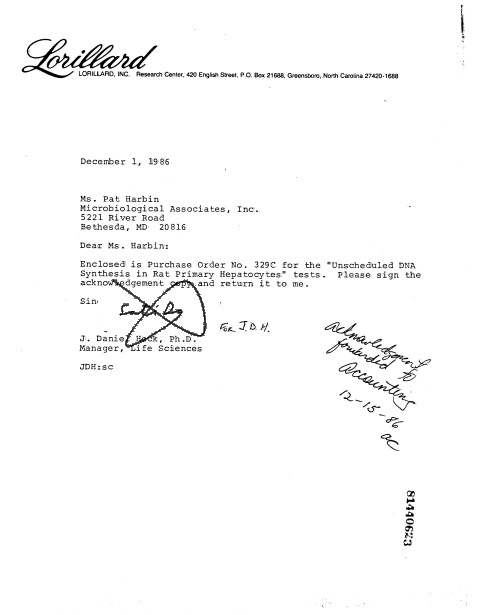 Lorillard
LORILLARD, INC. Research Center, 420 English Street, P.O. Box 21688, Greensboro, North Carolina 27420-1688
December 1, 1986
Ms. Pat Harbin
Microbiological Associates, Inc.
5221 River Road
Bethesda, MD 20816
Dear Ms. Harbin:
Enclosed is Purchase Order No. 329C for the "Unscheduled DNA
Synthesis in Rat Primary Hepatocytes" tests. Please sign the
acknowledgement copy and return it to me.
Sin
For J.D.H.
J. Daniel Heck, Ph.D.
Manager, Life Sciences
JDH:sc
Acknowledgement
forwarded to
Accounting
12-15-86
ac
81440623